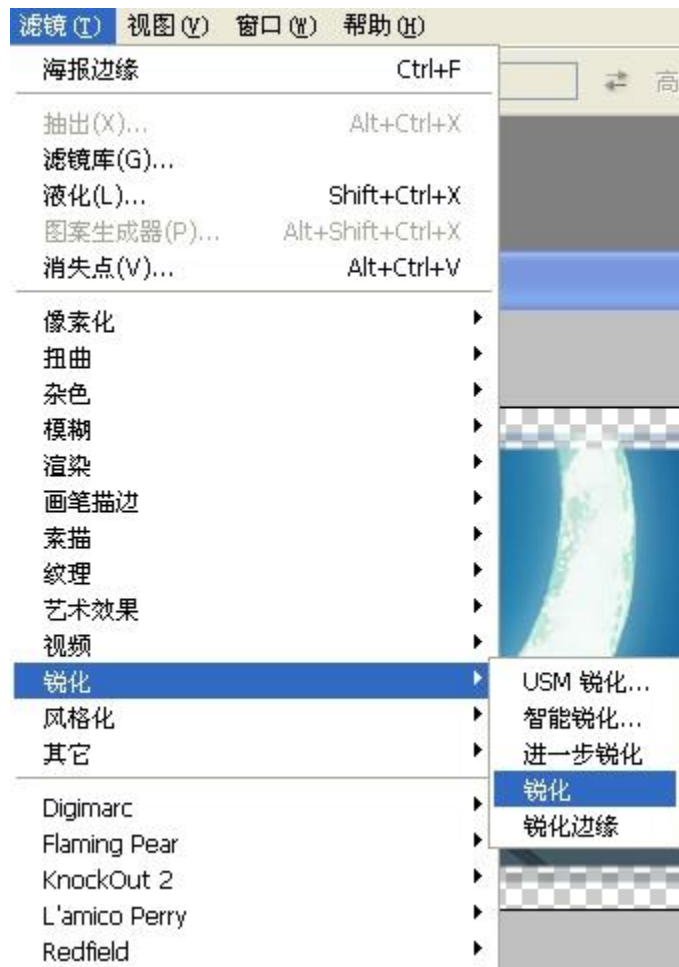 滤镜(T) 视图(V) 窗口(W) 帮助(H)
海报边缘 Ctrl+F
高
抽出(X)... Alt+Ctrl+X
滤镜库(G)...
液化(L)... Shift+Ctrl+X
图案生成器(P)... Alt+Shift+Ctrl+X
消失点(V)... Alt+Ctrl+V
像素化
扭曲
杂色
模糊
渲染
画笔描边
素描
纹理
艺术效果
视频
锐化
风格化
其它
USM 锐化...
智能锐化...
进一步锐化
锐化
锐化边缘
Digimarc
Flaming Pear
KnockOut 2
L'amico Perry
Redfield